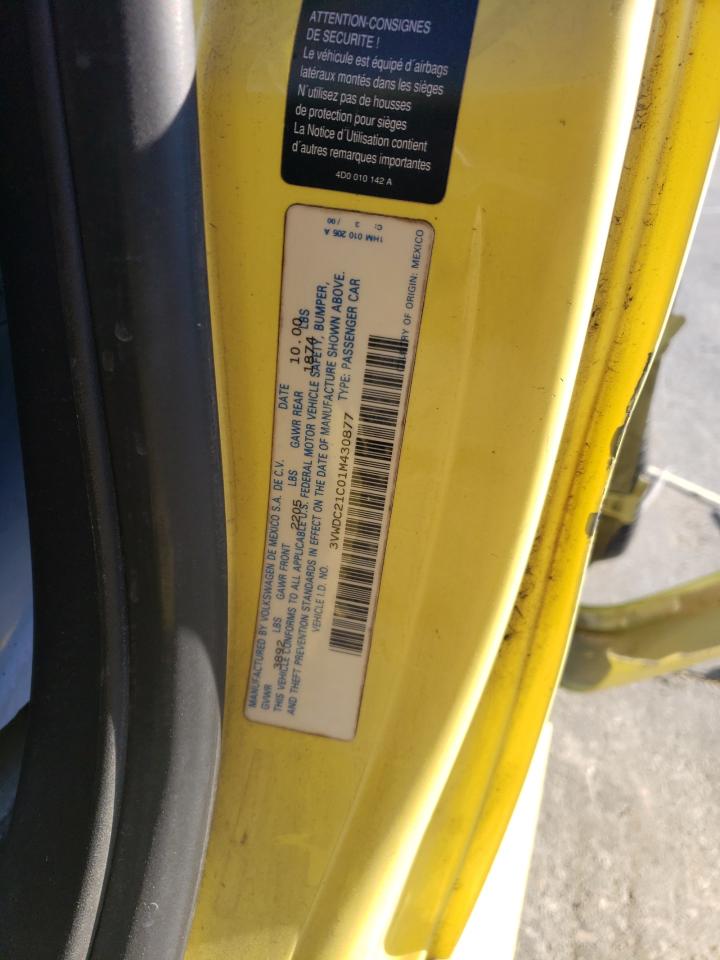 ATTENTION-CONSIGNES
DE SECURITE !
Le véhicule est équipé d'airbags
latéraux montés dans les sièges
N'utilisez pas de housses
de protection pour sièges
La Notice d'Utilisation contient
d'autres remarques importantes
4D0 010 142 A
MANUFACTURED BY VOLKSWAGEN DE MEXICO S.A. DE C.V. DATE 10.00
GVWR 3892 LBS GAWR FRONT 2205 LBS GAWR REAR 1874 LBS
THIS VEHICLE CONFORMS TO ALL APPLICABLE U.S. FEDERAL MOTOR VEHICLE SAFETY, BUMPER,
AND THEFT PREVENTION STANDARDS IN EFFECT ON THE DATE OF MANUFACTURE SHOWN ABOVE.
VEHICLE I.D. NO. 3VWDC21C01M430877 TYPE: PASSENGER CAR
OF ORIGIN: MEXICO
1HM 010 205 A
C: 3 / 00